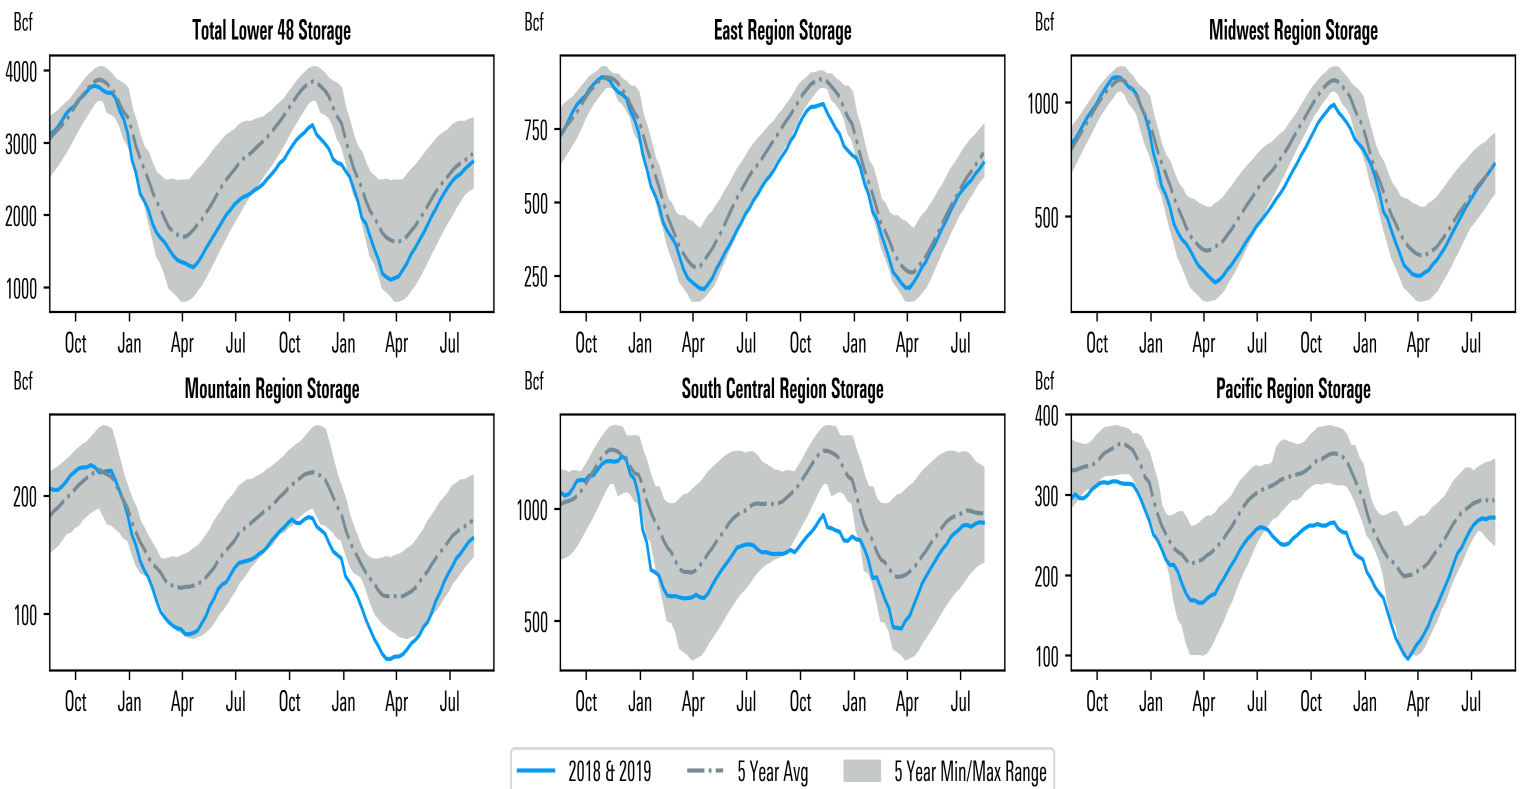 Bcf
Total Lower 48 Storage
4000
3000
2000
1000
Oct Jan Apr Jul Oct Jan Apr Jul
Bcf
East Region Storage
750
500
250
Oct Jan Apr Jul Oct Jan Apr Jul
Bcf
Midwest Region Storage
1000
500
Oct Jan Apr Jul Oct Jan Apr Jul
Bcf
Mountain Region Storage
200
100
Oct Jan Apr Jul Oct Jan Apr Jul
Bcf
South Central Region Storage
1000
500
Oct Jan Apr Jul Oct Jan Apr Jul
Bcf
Pacific Region Storage
400
300
200
100
Oct Jan Apr Jul Oct Jan Apr Jul
2018 & 2019 5 Year Avg 5 Year Min/Max Range